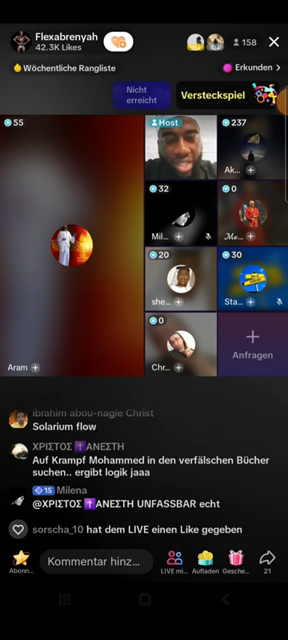 Flexabrenyah
42.3K Likes
158
Wöchentliche Rangliste
Erkunden >
Nicht
erreicht
Versteckspiel
55
Host
237
Ak...
32
0
Mil...
Me...
20
30
she...
Sta...
0
Aram
Chr...
Anfragen
ibrahim abou-nagie Christ
Solarium flow
ΧΡΙΣΤΟΣ ✝️ ΑΝΕΣΤΗ
Auf Krampf Mohammed in den verfälschen Bücher
suchen.. ergibt logik jaaa
15 Milena
@ΧΡΙΣΤΟΣ ✝️ΑΝΕΣΤΗ UNFASSBAR echt
sorscha_10 hat dem LIVE einen Like gegeben
Kommentar hinz...
Abonn...
LIVE mi...
Aufladen
Gesche...
21